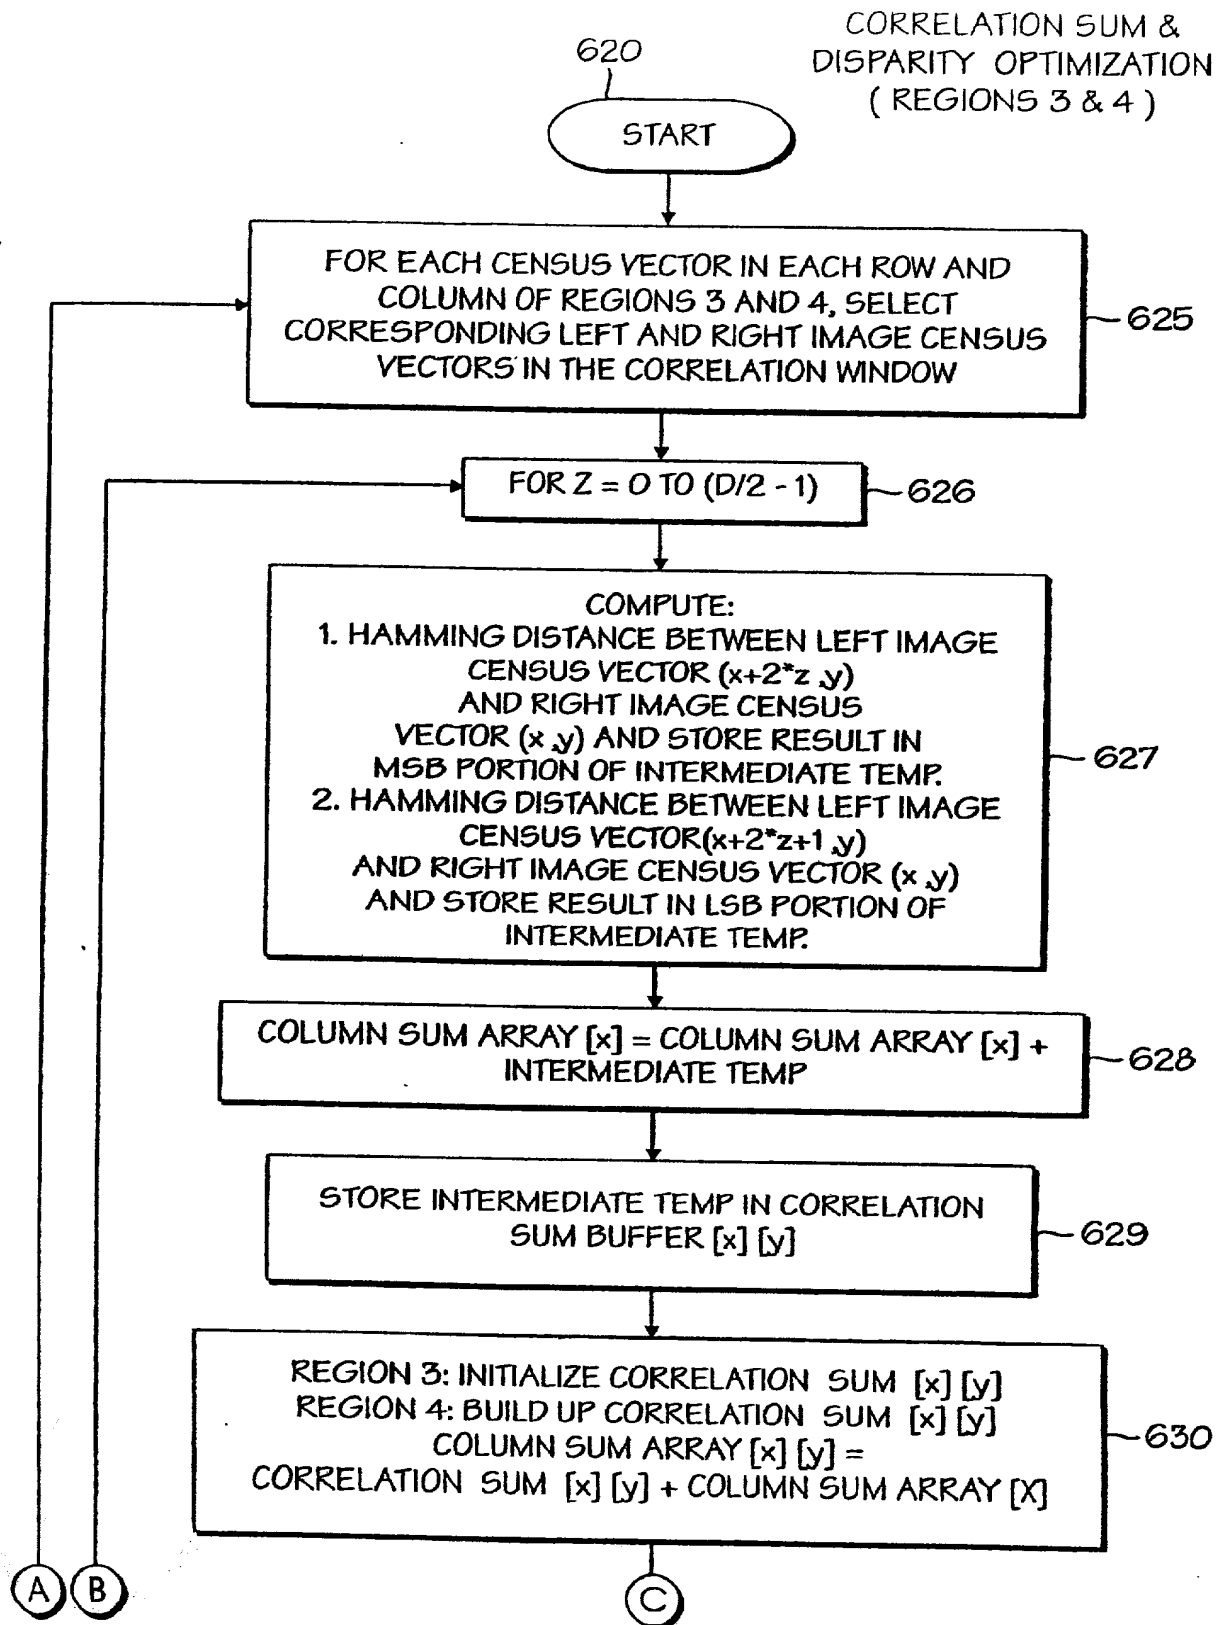 CORRELATION SUM &
DISPARITY OPTIMIZATION
( REGIONS 3 & 4 )
620
START
FOR EACH CENSUS VECTOR IN EACH ROW AND
COLUMN OF REGIONS 3 AND 4, SELECT
CORRESPONDING LEFT AND RIGHT IMAGE CENSUS
VECTORS IN THE CORRELATION WINDOW
625
FOR Z = 0 TO (D/2 - 1)
626
COMPUTE:
1. HAMMING DISTANCE BETWEEN LEFT IMAGE
CENSUS VECTOR (x+2*z ,y)
AND RIGHT IMAGE CENSUS
VECTOR (x ,y) AND STORE RESULT IN
MSB PORTION OF INTERMEDIATE TEMP.
2. HAMMING DISTANCE BETWEEN LEFT IMAGE
CENSUS VECTOR(x+2*z+1 ,y)
AND RIGHT IMAGE CENSUS VECTOR (x ,y)
AND STORE RESULT IN LSB PORTION OF
INTERMEDIATE TEMP.
627
COLUMN SUM ARRAY [x] = COLUMN SUM ARRAY [x] +
INTERMEDIATE TEMP
628
STORE INTERMEDIATE TEMP IN CORRELATION
SUM BUFFER [x] [y]
629
REGION 3: INITIALIZE CORRELATION SUM [x] [y]
REGION 4: BUILD UP CORRELATION SUM [x] [y]
COLUMN SUM ARRAY [x] [y] =
CORRELATION SUM [x] [y] + COLUMN SUM ARRAY [X]
630
A
B
C